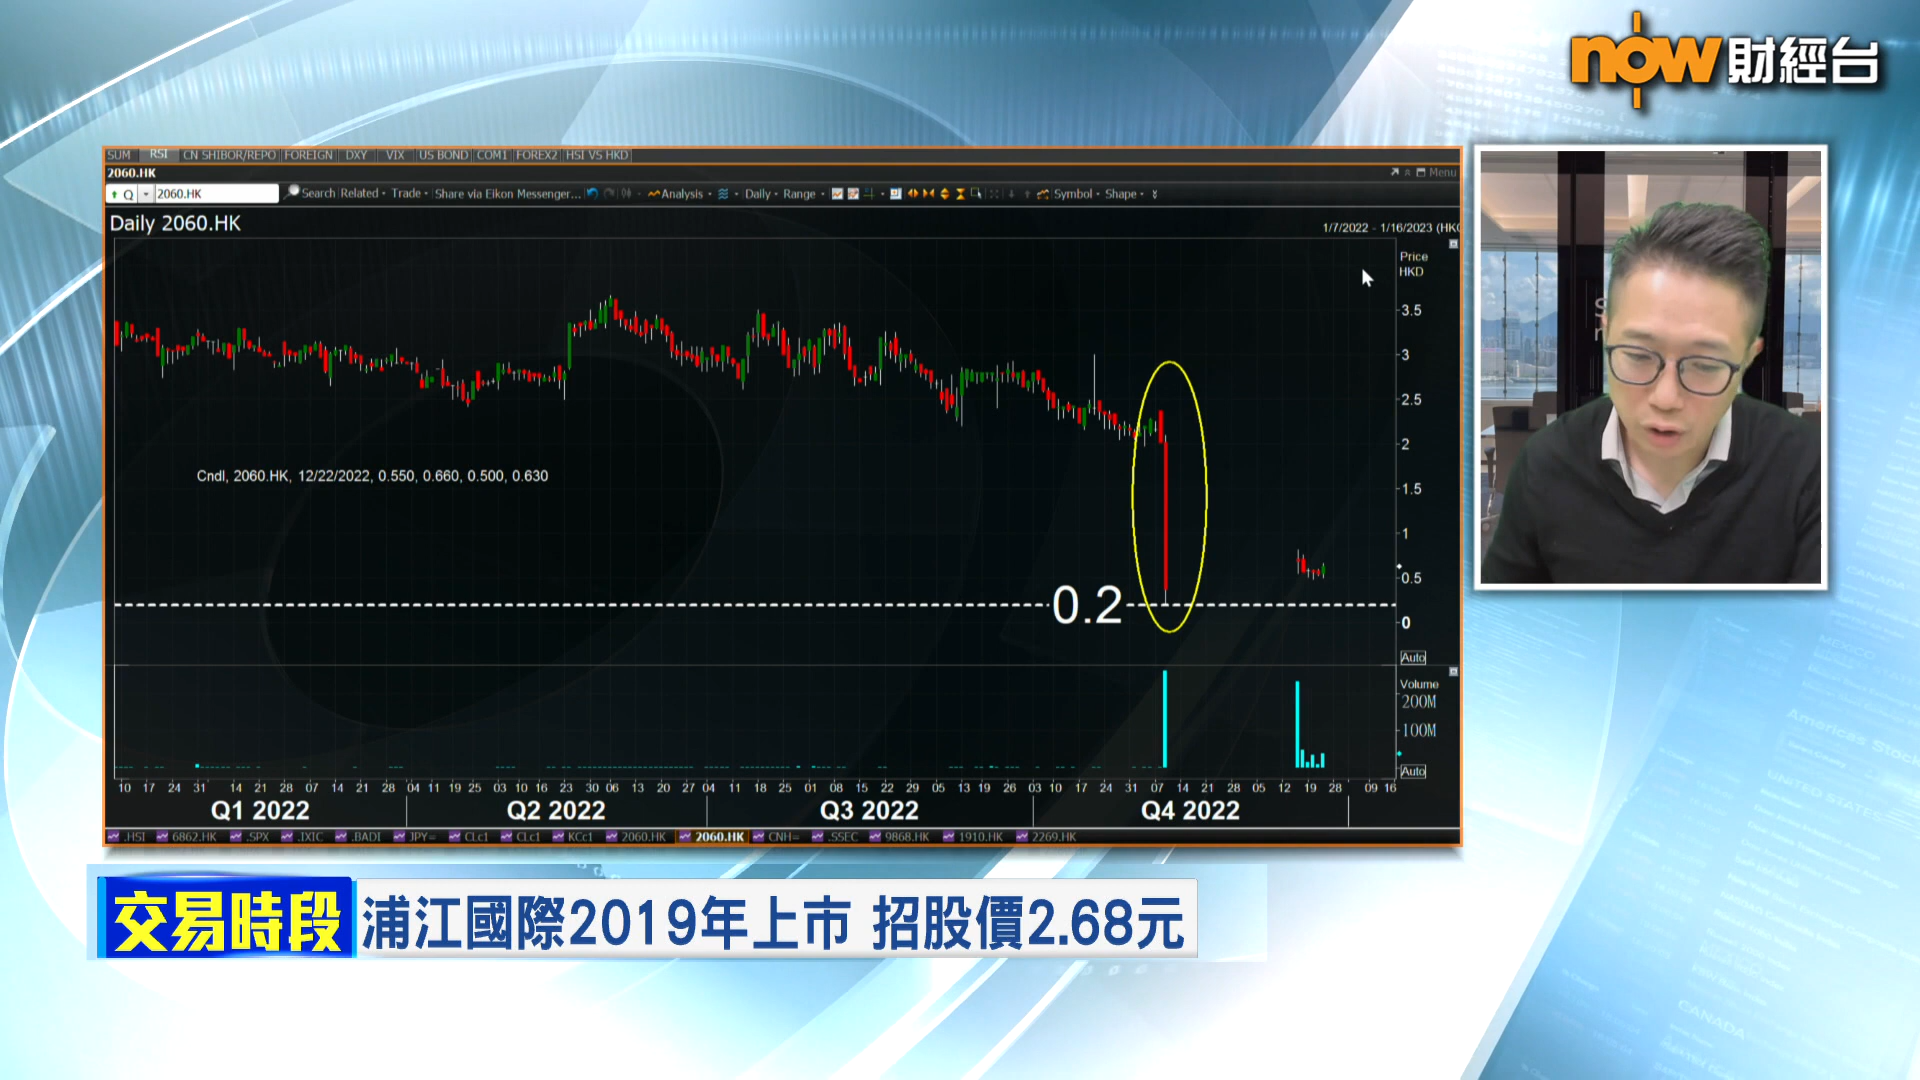 now 財經台
SUM RSI CN SHIBOR/REPO FOREIGN DXY VIX US BOND COM1 FOREX2 HSI VS HKD
2060.HK
Menu
Q 2060.HK Search Related Trade Share via Eikon Messenger... Analysis Daily Range Symbol Shape
Daily 2060.HK
1/7/2022 - 1/16/2023 (HK
Price
HKD
3.5
3
2.5
2
1.5
1
0.5
0
Cndl, 2060.HK, 12/22/2022, 0.550, 0.660, 0.500, 0.630
0.2
Auto
Volume
200M
100M
Auto
10 17 24 31 14 21 28 07 14 21 28 04 11 19 25 03 10 16 23 30 06 13 20 27 04 11 18 25 01 08 15 22 29 05 13 19 26 03 10 17 24 31 07 14 21 28 05 12 19 28 09 16
Q1 2022 Q2 2022 Q3 2022 Q4 2022
.HSI 6862.HK .SPX .IXIC .BADI JPY= CLc1 CLc1 KCc1 2060.HK 2060.HK CNH= .SSEC 9868.HK 1910.HK 2269.HK
交易時段
浦江國際2019年上市 招股價2.68元